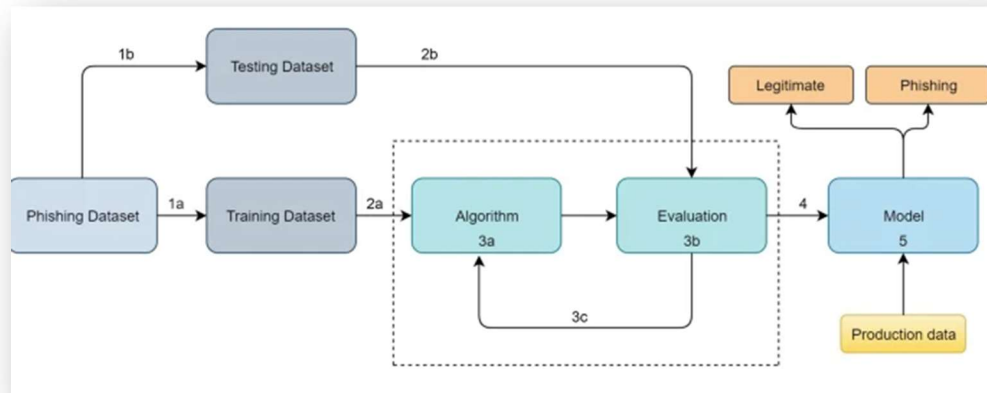 1b
Testing Dataset
2b
Legitimate
Phishing
Phishing Dataset
1a
Training Dataset
2a
Algorithm
3a
Evaluation
3b
4
Model
5
3c
Production data